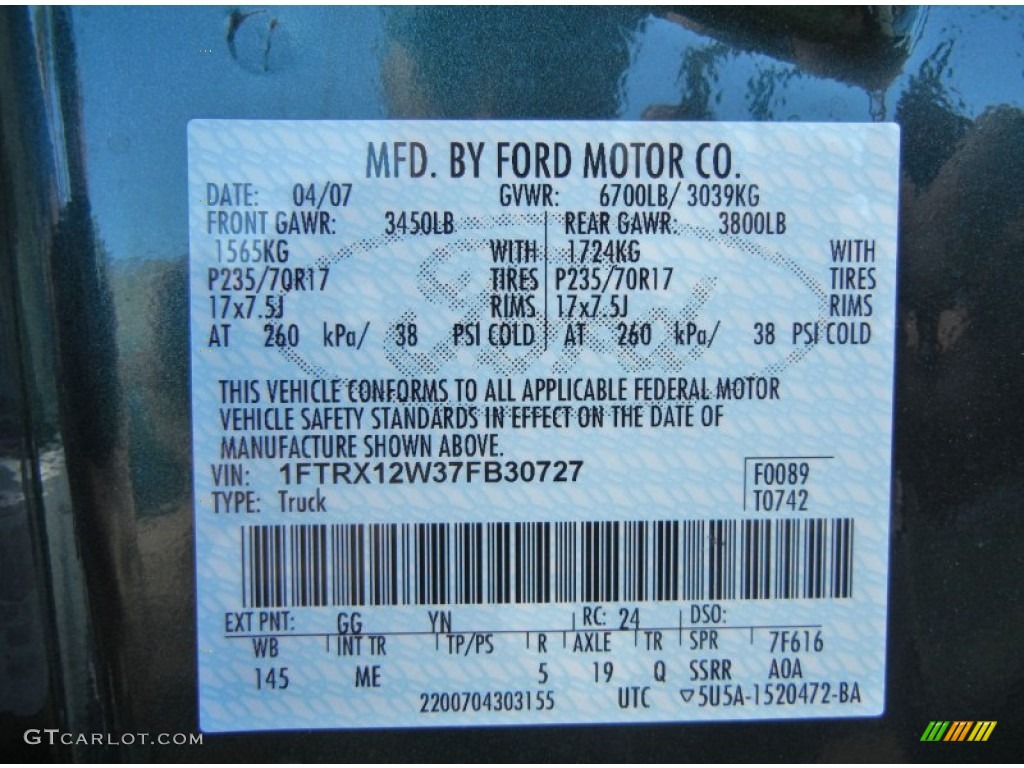 MFD. BY FORD MOTOR CO.
DATE: 04/07 GVWR: 6700LB/ 3039KG
FRONT GAWR: 3450LB REAR GAWR: 3800LB
1565KG WITH 1724KG WITH
P235/70R17 TIRES P235/70R17 TIRES
17x7.5J RIMS 17x7.5J RIMS
AT 260 kPa/ 38 PSI COLD AT 260 kPa/ 38 PSI COLD
Ford
THIS VEHICLE CONFORMS TO ALL APPLICABLE FEDERAL MOTOR
VEHICLE SAFETY STANDARDS IN EFFECT ON THE DATE OF
MANUFACTURE SHOWN ABOVE.
VIN: 1FTRX12W37FB30727 F0089
TYPE: Truck T0742
EXT PNT: GG YN RC: 24 DSO:
WB INT TR TP/PS R AXLE TR SPR 7F616
145 ME 5 19 Q SSRR A0A
2200704303155 UTC ▽5U5A-1520472-BA
GTCARLOT.COM